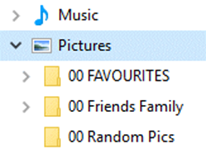 Music
Pictures
00 FAVOURITES
00 Friends Family
00 Random Pics